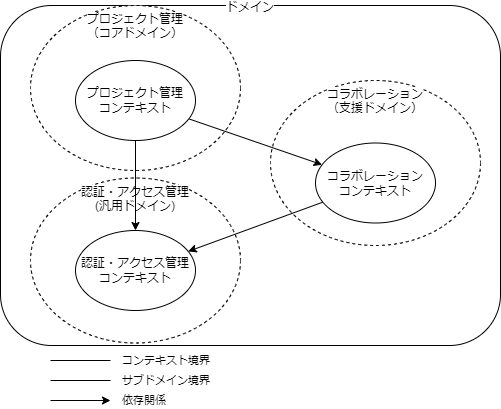 ドメイン
プロジェクト管理
（コアドメイン）
プロジェクト管理
コンテキスト
コラボレーション
（支援ドメイン）
コラボレーション
コンテキスト
認証・アクセス管理
(汎用ドメイン)
認証・アクセス管理
コンテキスト
コンテキスト境界
サブドメイン境界
依存関係